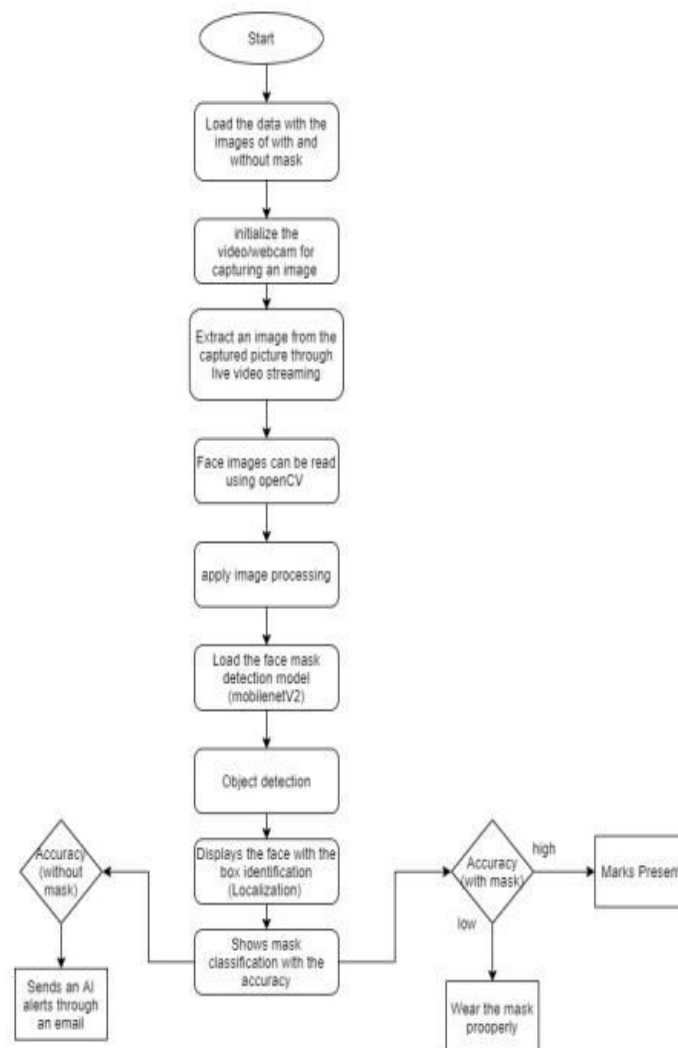 Start
Load the data with the
images of with and
without mask
initialize the
video/webcam for
capturing an image
Extract an image from the
captured picture through
live video streaming
Face images can be read
using openCV
apply image processing
Load the face mask
detection model
(mobilenetV2)
Object detection
Displays the face with the
box identification
(Localization)
Shows mask
classification with the
accuracy
Accuracy
(without
mask)
Sends an AI
alerts through
an email
Accuracy
(with mask)
high
Marks Present
low
Wear the mask
prooperly